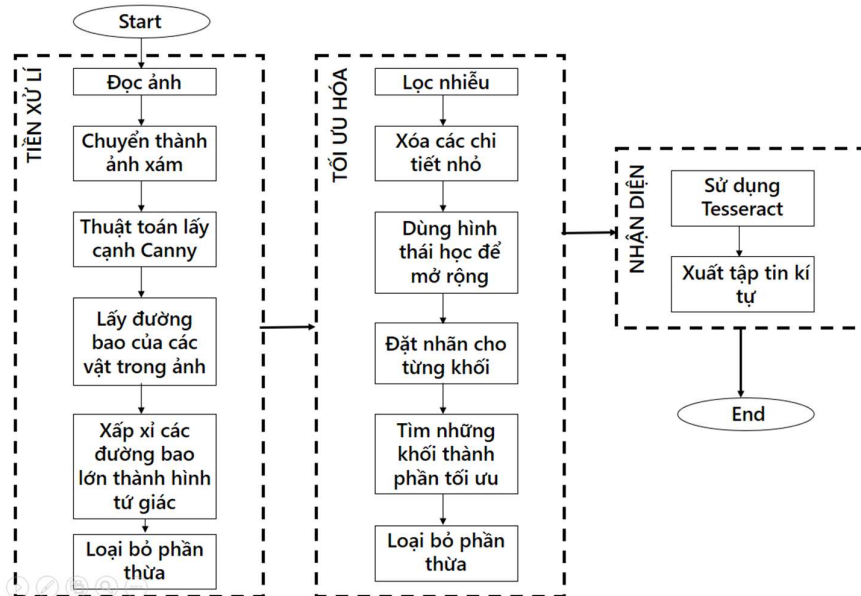 Start
TIỀN XỬ LÍ
Đọc ảnh
Chuyển thành
ảnh xám
Thuật toán lấy
cạnh Canny
Lấy đường bao của các
vật trong ảnh
Xấp xỉ các
đường bao
lớn thành hình
tứ giác
Loại bỏ phần
thừa
TỐI ƯU HÓA
Lọc nhiễu
Xóa các chi
tiết nhỏ
Dùng hình
thái học để
mở rộng
Đặt nhãn cho
từng khối
Tìm những
khối thành
phần tối ưu
Loại bỏ phần
thừa
NHẬN DIỆN
Sử dụng
Tesseract
Xuất tập tin kí
tự
End